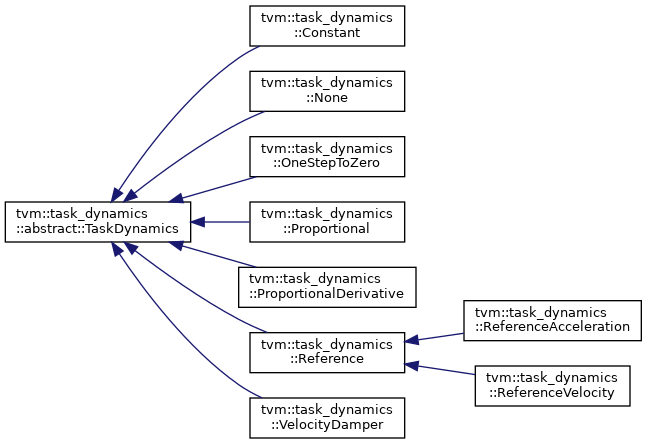 tvm::task_dynamics
::Constant
tvm::task_dynamics
::None
tvm::task_dynamics
::OneStepToZero
tvm::task_dynamics
::abstract::TaskDynamics
tvm::task_dynamics
::Proportional
tvm::task_dynamics
::ProportionalDerivative
tvm::task_dynamics
::Reference
tvm::task_dynamics
::ReferenceAcceleration
tvm::task_dynamics
::ReferenceVelocity
tvm::task_dynamics
::VelocityDamper